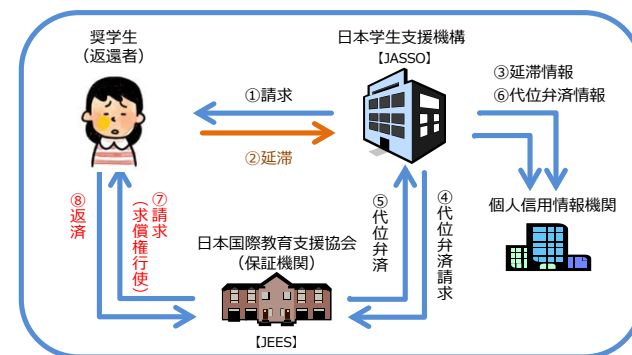 奨学生
（返還者）
日本学生支援機構
【JASSO】
①請求
②延滞
③延滞情報
⑥代位弁済情報
個人信用情報機関
⑧返済
⑦請求
（求償権行使）
⑤代位弁済
④代位弁済請求
日本国際教育支援協会
（保証機関）
【JEES】